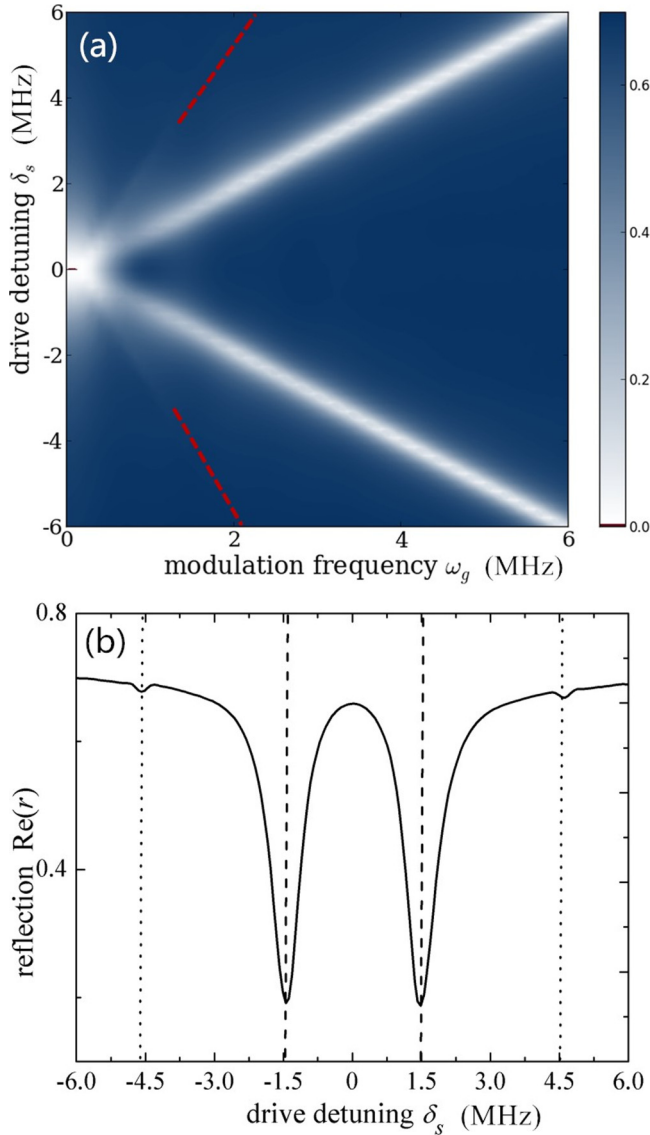 (a)
6
4
2
0
-2
-4
-6
drive detuning δs (MHz)
0 2 4 6
modulation frequency ωg (MHz)
0.6
0.4
0.2
0.0
(b)
0.8
0.4
reflection Re(r)
-6.0 -4.5 -3.0 -1.5 0 1.5 3.0 4.5 6.0
drive detuning δs (MHz)